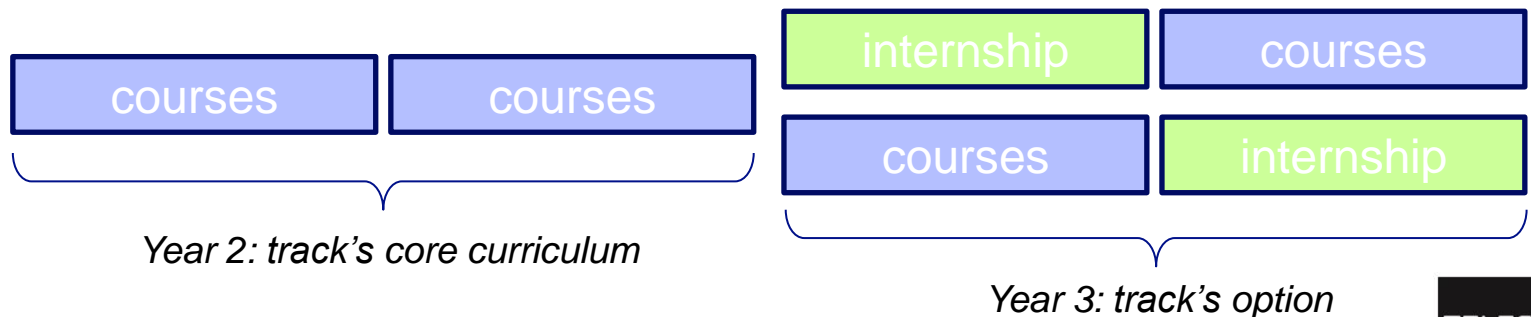 courses courses
Year 2: track's core curriculum
internship courses
courses internship
Year 3: track's option